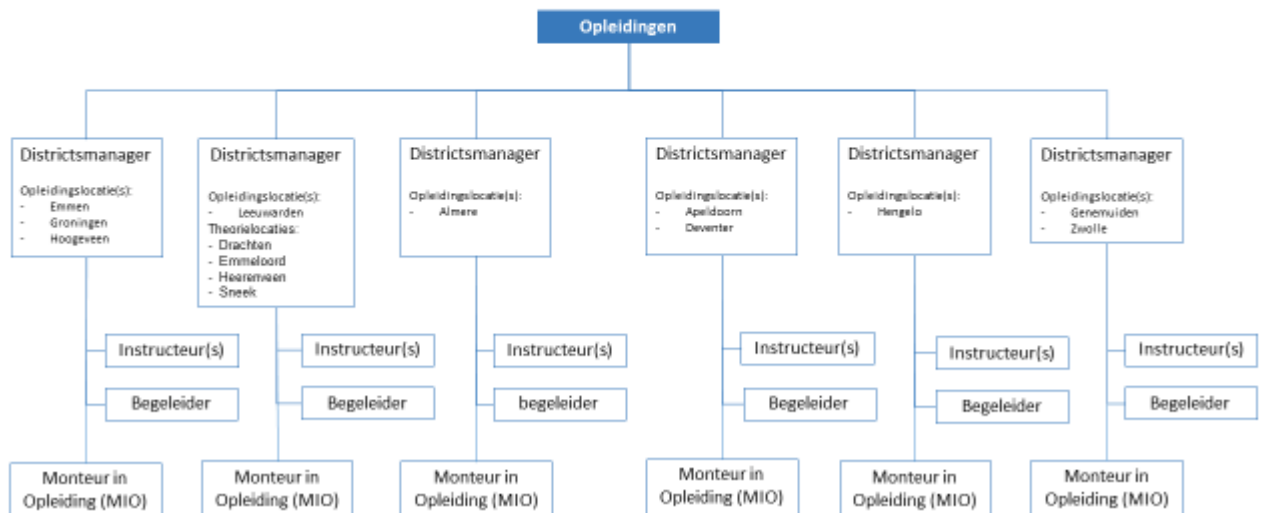 Opleidingen
Districtsmanager
Opleidingslocatie(s):
- Emmen
- Groningen
- Hoogeveen
Instructeur(s)
Begeleider
Monteur in
Opleiding (MIO)
Districtsmanager
Opleidingslocatie(s):
- Leeuwarden
Theorielocaties:
- Drachten
- Emmeloord
- Heerenveen
- Sneek
Instructeur(s)
Begeleider
Monteur in
Opleiding (MIO)
Districtsmanager
Opleidingslocatie(s):
- Almere
Instructeur(s)
begeleider
Monteur in
Opleiding (MIO)
Districtsmanager
Opleidingslocatie(s):
- Apeldoorn
- Deventer
Instructeur(s)
Begeleider
Monteur in
Opleiding (MIO)
Districtsmanager
Opleidingslocatie(s):
- Hengelo
Instructeur(s)
Begeleider
Monteur in
Opleiding (MIO)
Districtsmanager
Opleidingslocatie(s):
- Genemuiden
- Zwolle
Instructeur(s)
Begeleider
Monteur in
Opleiding (MIO)